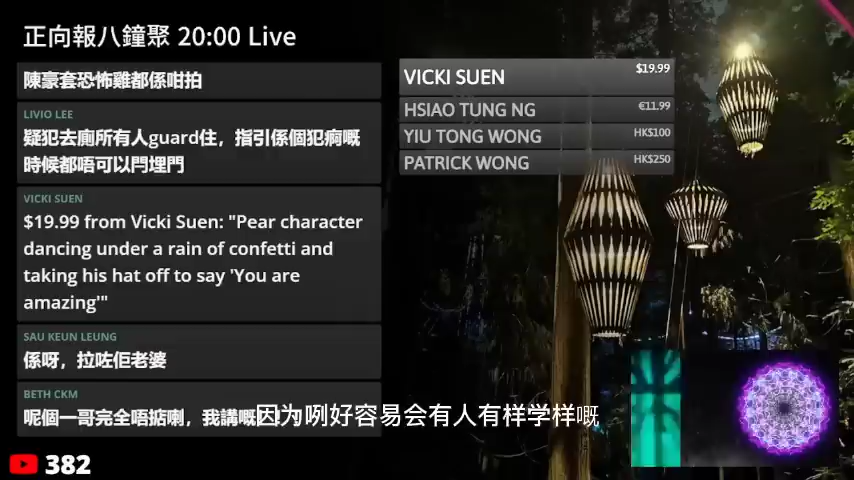 正向報八鐘聚 20:00 Live
陳豪套恐怖雞都係咁拍
LIVIO LEE
疑犯去廁所有人guard住，指引係個犯痾嘅
時候都唔可以閂埋門
VICKI SUEN
$19.99 from Vicki Suen: "Pear character
dancing under a rain of confetti and
taking his hat off to say 'You are
amazing'"
SAU KEUN LEUNG
係呀，拉咗佢老婆
BETH CKM
呢個一哥完全唔掂喇，我講嘅
因为咧好容易会有人有样学样嘅
382
VICKI SUEN $19.99
HSIAO TUNG NG €11.99
YIU TONG WONG HK$100
PATRICK WONG HK$250